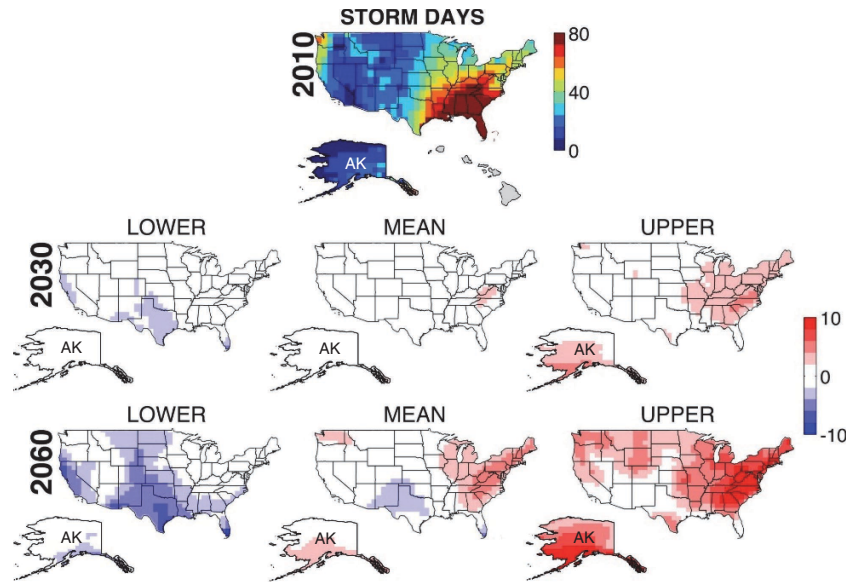 STORM DAYS
2010
80
40
0
AK
LOWER MEAN UPPER
2030
AK AK AK
10
0
-10
LOWER MEAN UPPER
2060
AK AK AK